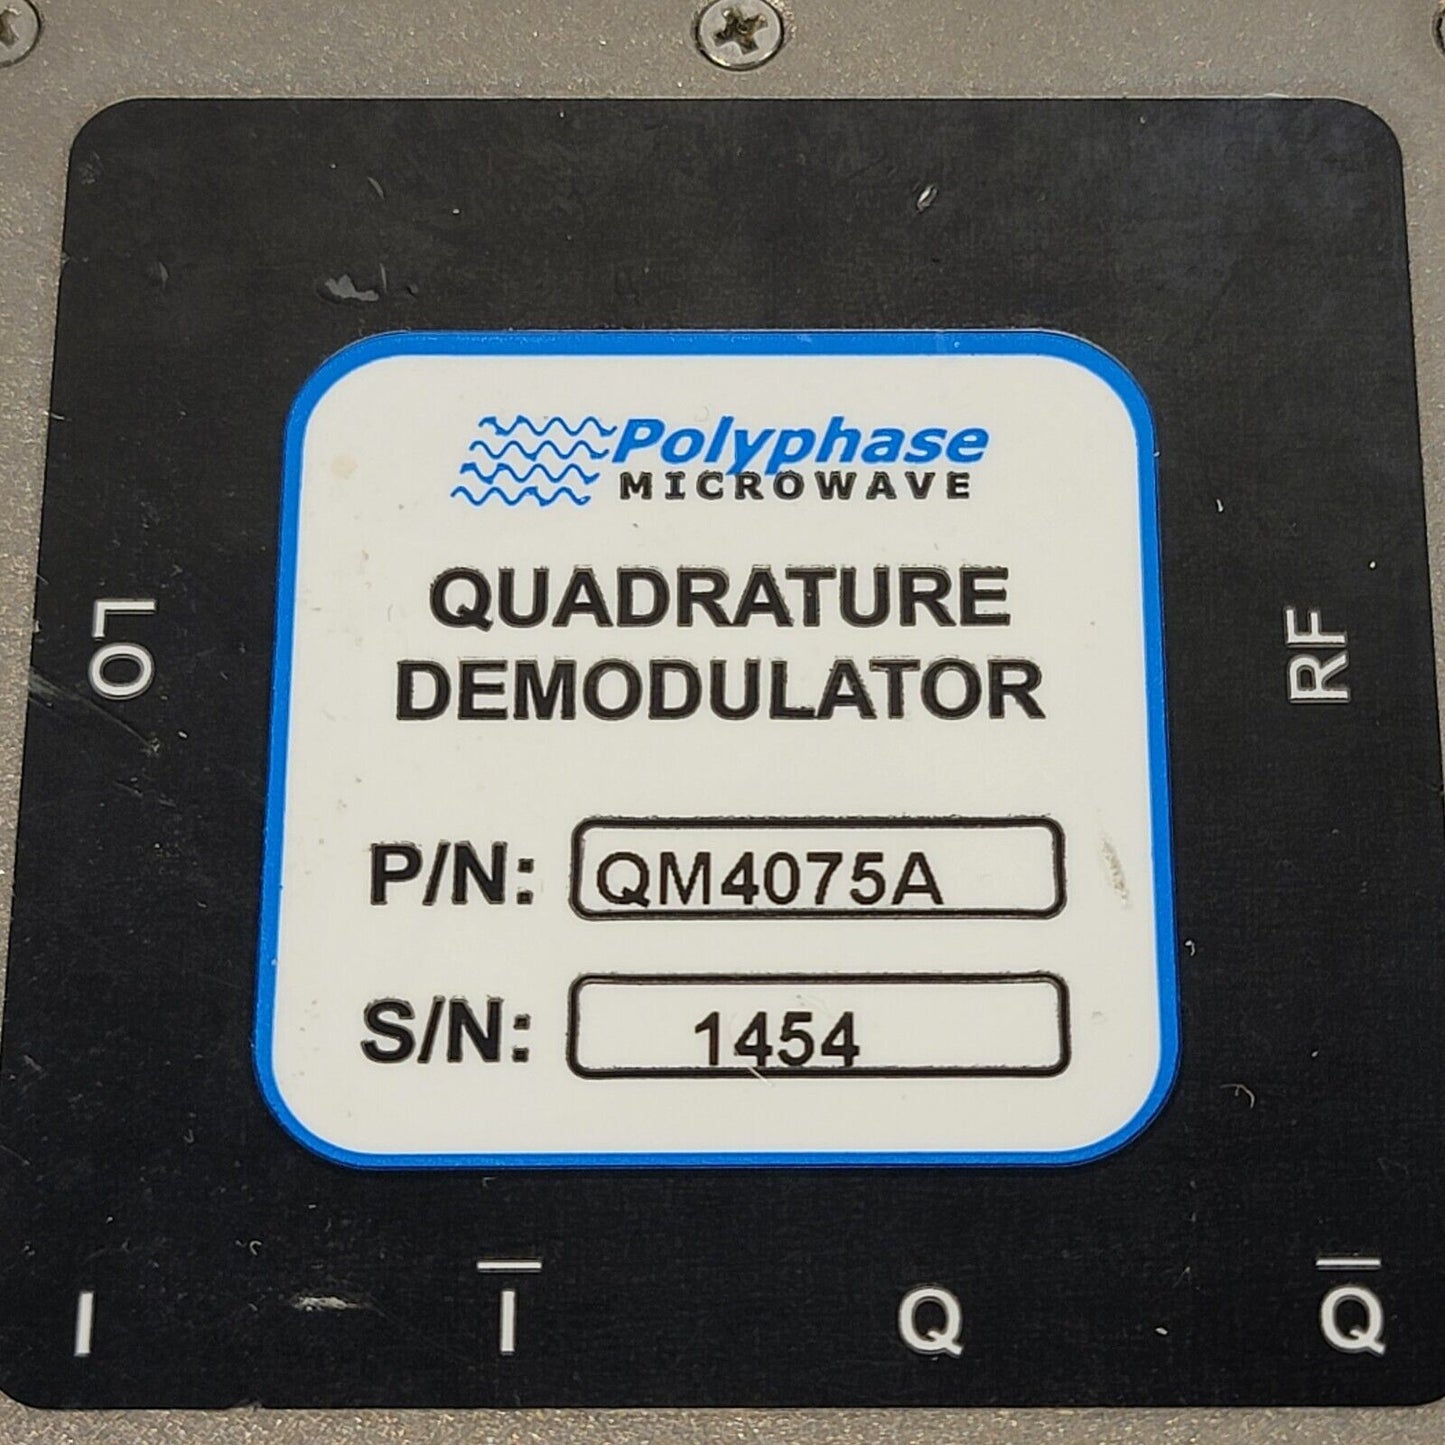 Polyphase
MICROWAVE
QUADRATURE
DEMODULATOR
LO
RF
P/N: QM4075A
S/N: 1454
I I̅ Q Q̅